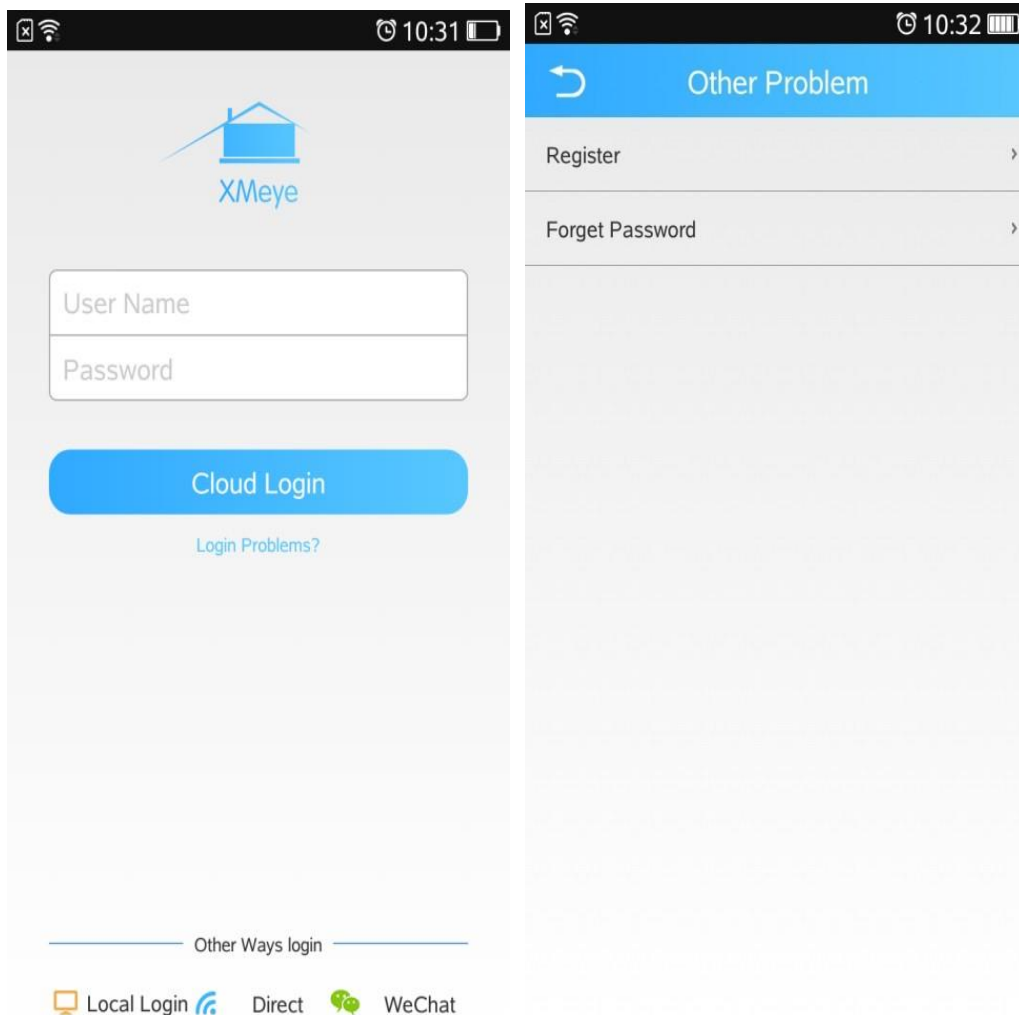 10:31
XMeye
User Name
Password
Cloud Login
Login Problems?
Other Ways login
Local Login Direct WeChat
10:32
Other Problem
Register
Forget Password